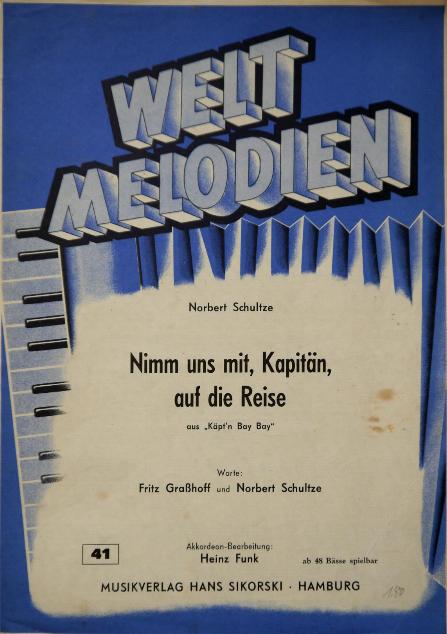 WELT
MELODIEN
Norbert Schultze
Nimm uns mit, Kapitän,
auf die Reise
aus „Käpt'n Bay Bay“
Worte:
Fritz Graßhoff und Norbert Schultze
41
Akkordeon-Bearbeitung:
Heinz Funk
ab 48 Bässe spielbar
MUSIKVERLAG HANS SIKORSKI · HAMBURG